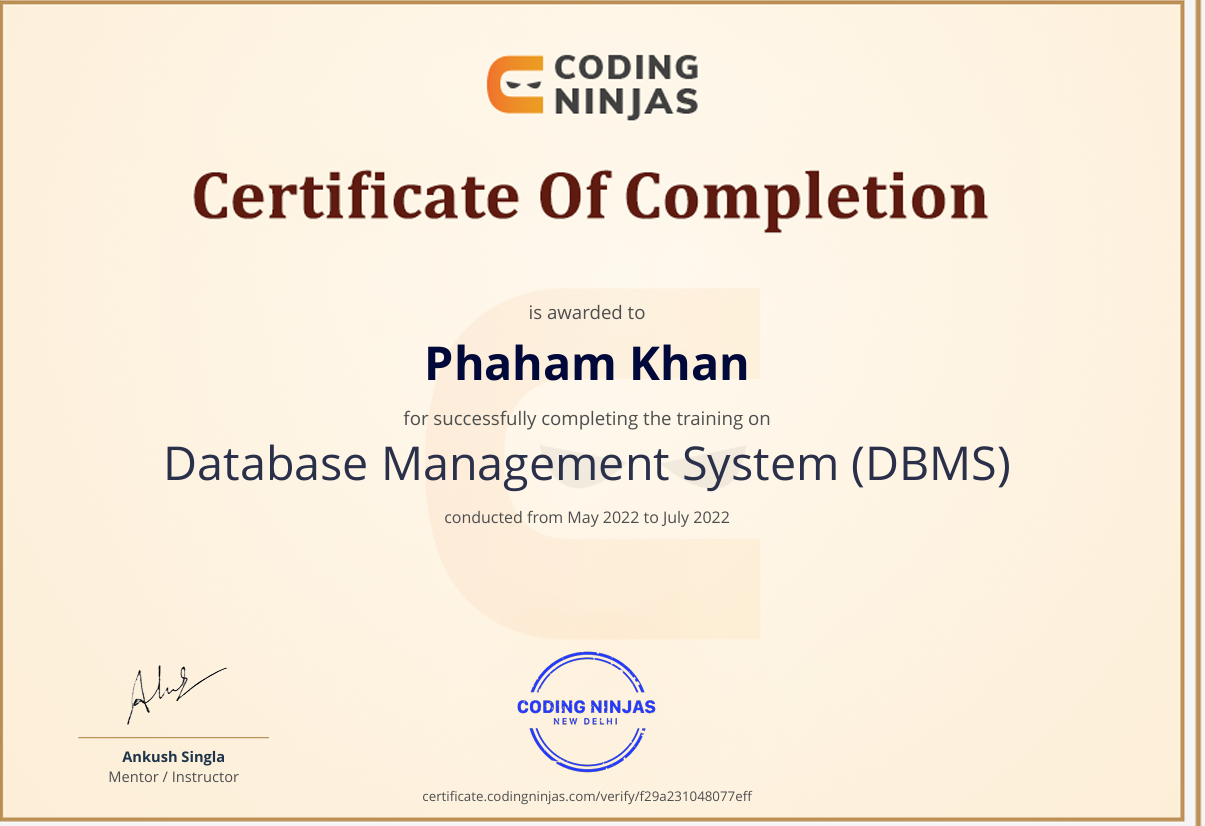 CODING
NINJAS
Certificate Of Completion
is awarded to
Phaham Khan
for successfully completing the training on
Database Management System (DBMS)
conducted from May 2022 to July 2022
CODING NINJAS
NEW DELHI
Ankush Singla
Mentor / Instructor
certificate.codingninjas.com/verify/f29a231048077eff